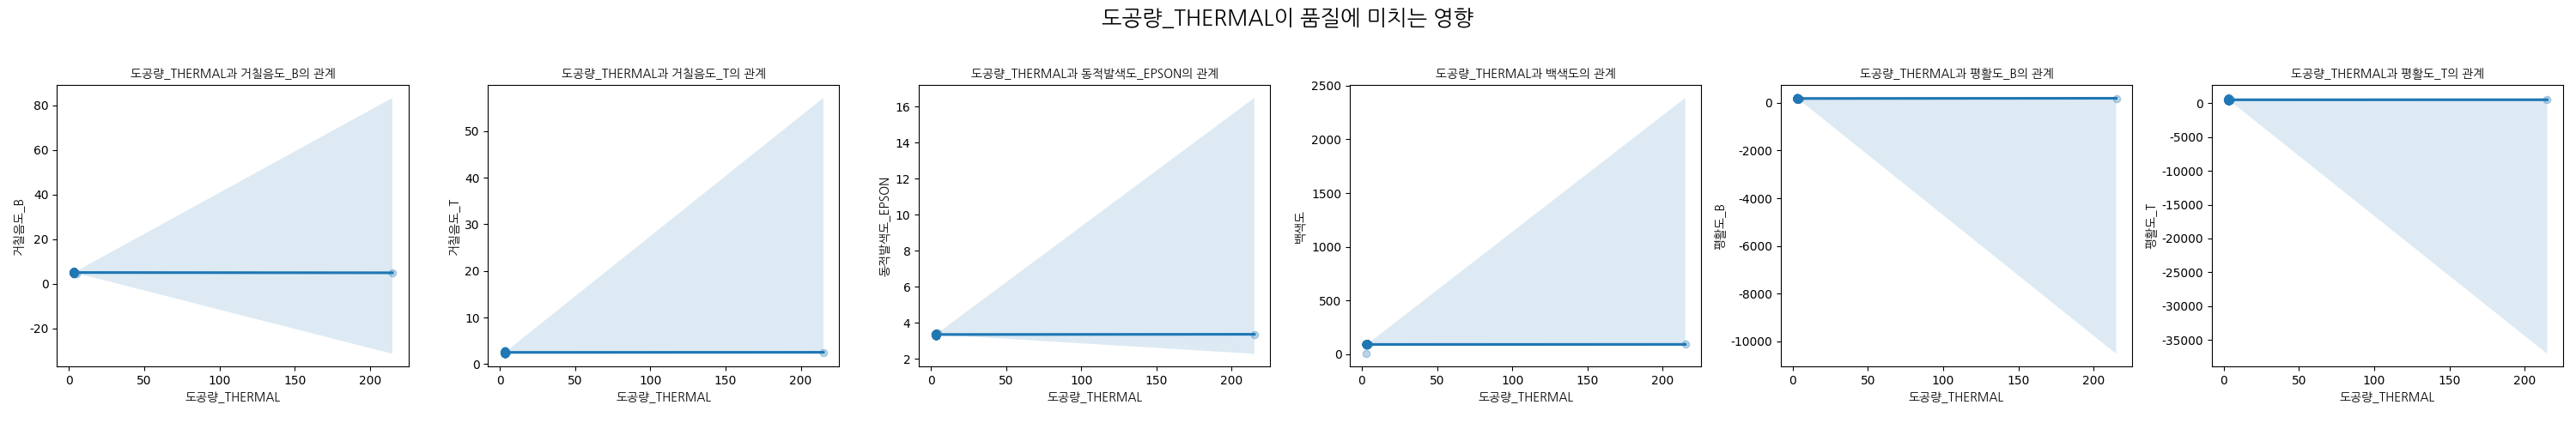 도공량_THERMAL이 품질에 미치는 영향
도공량_THERMAL과 거칠음도_B의 관계
80
60
40
20
0
-20
거칠음도_B
0 50 100 150 200
도공량_THERMAL
도공량_THERMAL과 거칠음도_T의 관계
50
40
30
20
10
0
거칠음도_T
0 50 100 150 200
도공량_THERMAL
도공량_THERMAL과 동적발색도_EPSON의 관계
16
14
12
10
8
6
4
2
동적발색도_EPSON
0 50 100 150 200
도공량_THERMAL
도공량_THERMAL과 백색도의 관계
2500
2000
1500
1000
500
0
백색도
0 50 100 150 200
도공량_THERMAL
도공량_THERMAL과 평활도_B의 관계
0
-2000
-4000
-6000
-8000
-10000
평활도_B
0 50 100 150 200
도공량_THERMAL
도공량_THERMAL과 평활도_T의 관계
0
-5000
-10000
-15000
-20000
-25000
-30000
-35000
평활도_T
0 50 100 150 200
도공량_THERMAL